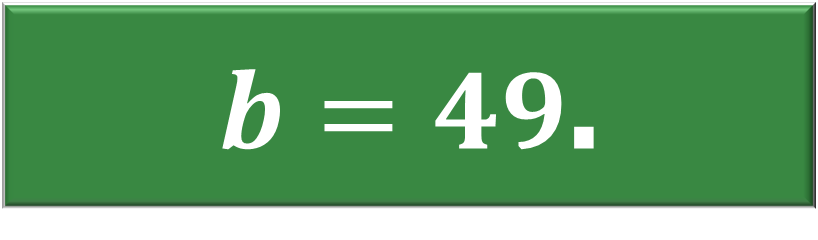 b = 49.